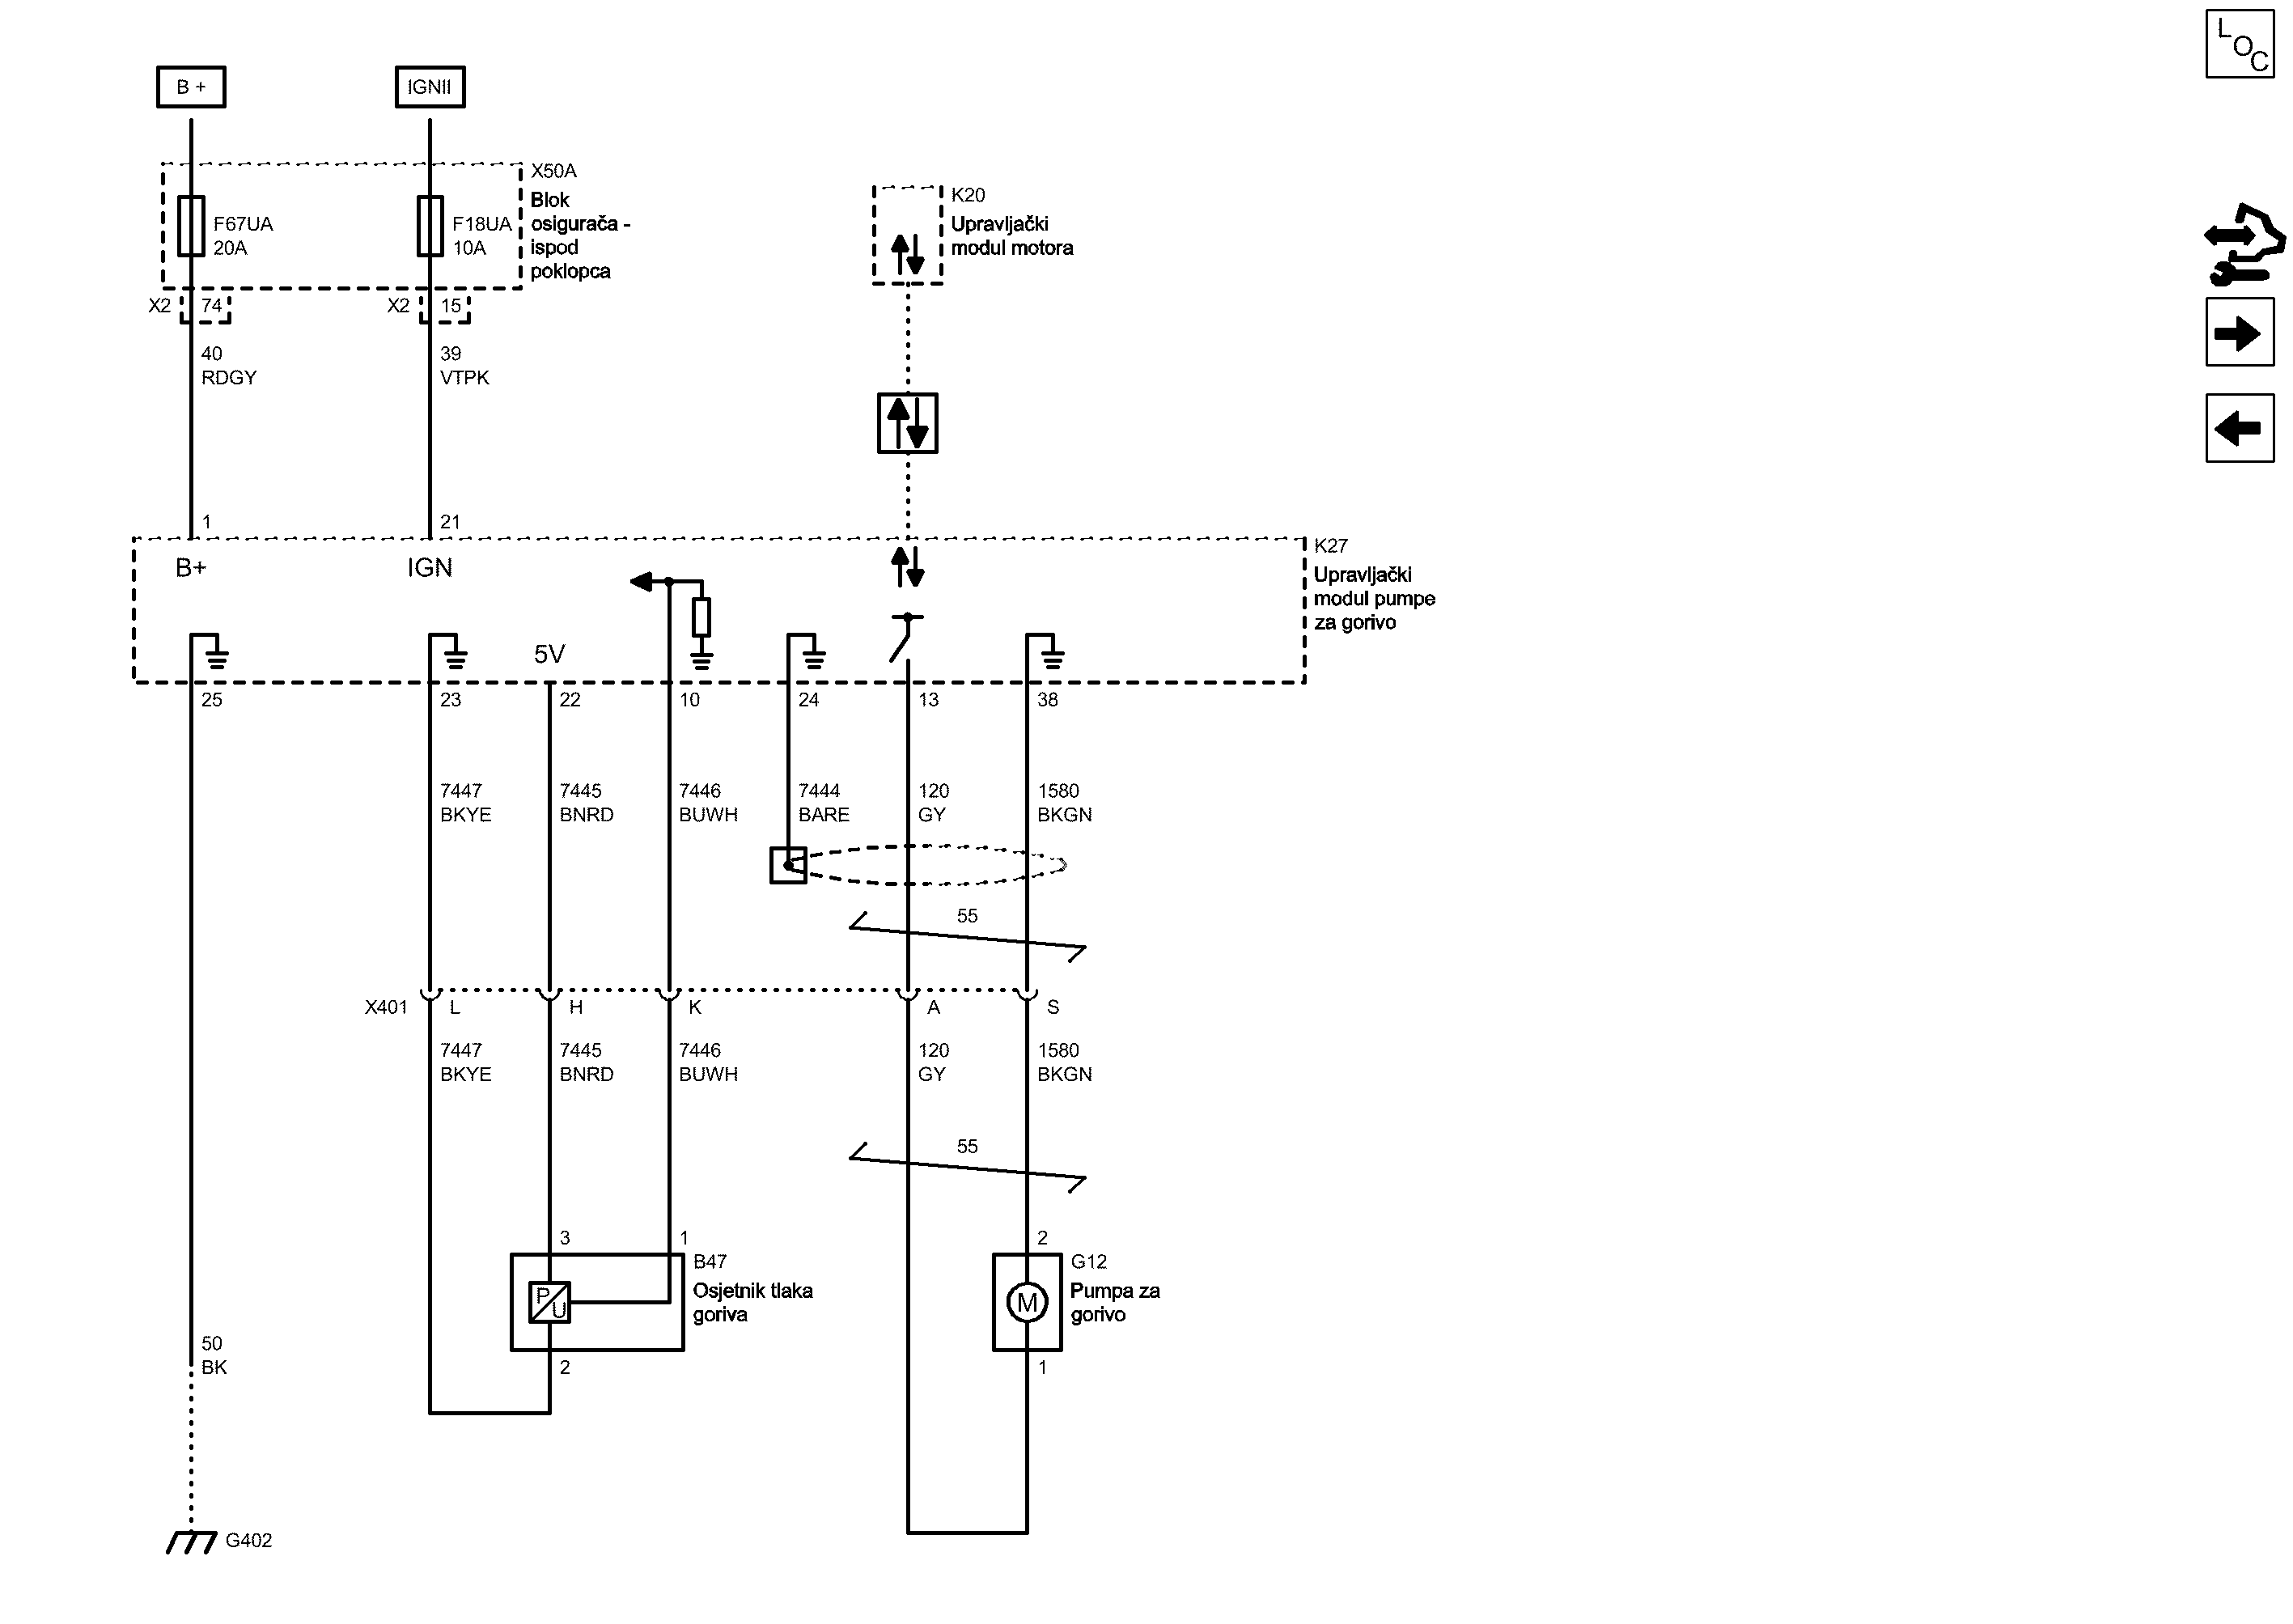 LOC
B +
IGNII
X50A
Blok
osigurača -
ispod
poklopca
F67UA
20A
F18UA
10A
K20
Upravljački
modul motora
X2
74
X2
15
40
RDGY
39
VTPK
1
21
B+
IGN
K27
Upravljački
modul pumpe
za gorivo
5V
25
23
22
10
24
13
38
7447
BKYE
7445
BNRD
7446
BUWH
7444
BARE
120
GY
1580
BKGN
55
X401
L
H
K
A
S
7447
BKYE
7445
BNRD
7446
BUWH
120
GY
1580
BKGN
55
3
1
2
B47
Osjetnik tlaka
goriva
P
U
G12
Pumpa za
gorivo
M
50
BK
2
1
G402